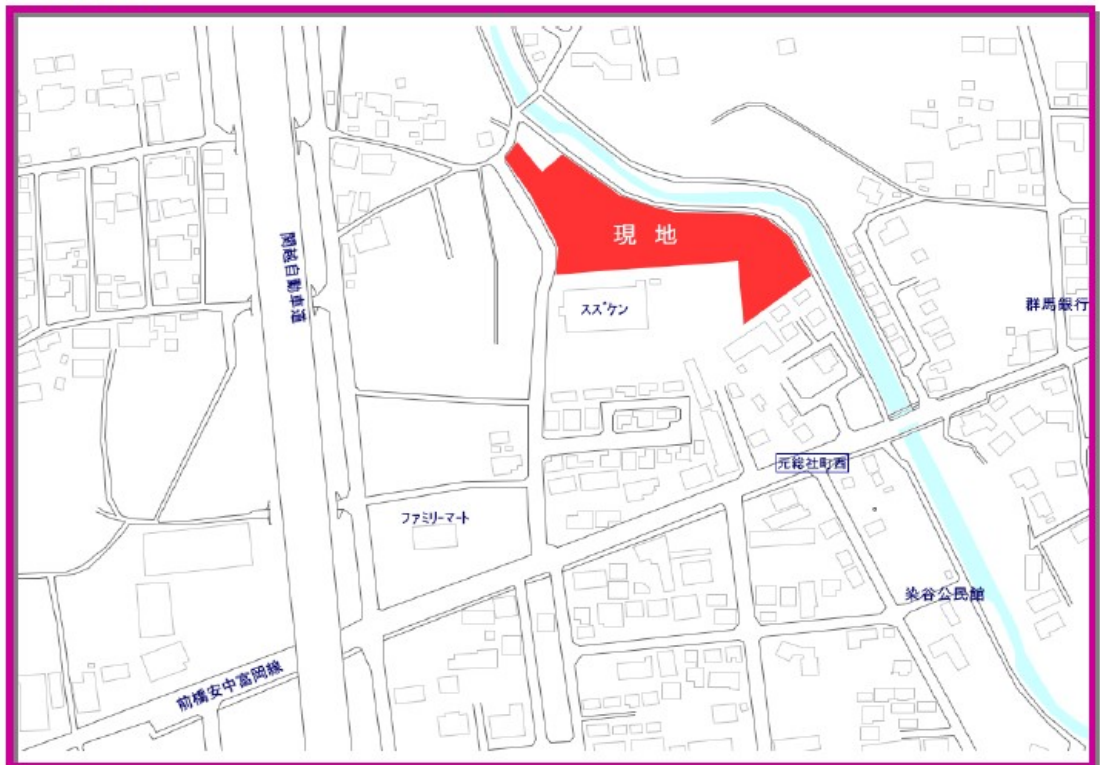 現 地
関越自動車道
スズケン
群馬銀行
元総社町西
ファミリーマート
染谷公民館
前橋安中富岡線